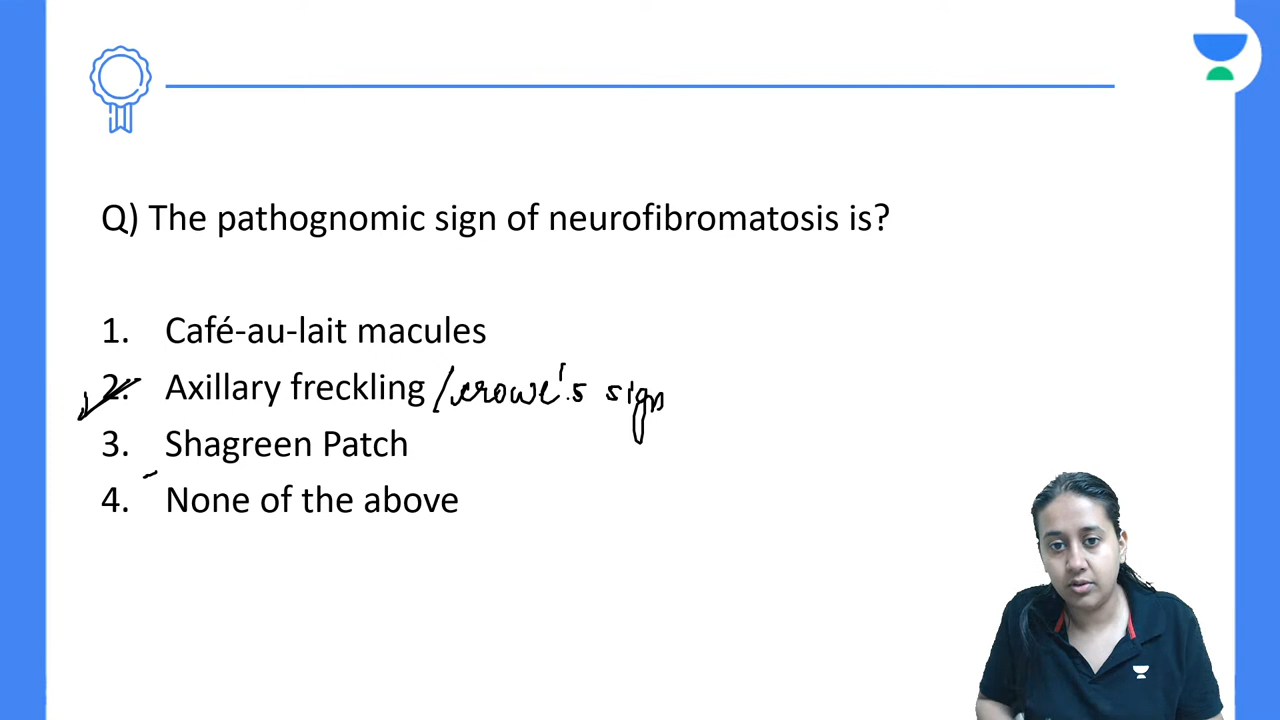 Q) The pathognomic sign of neurofibromatosis is?
1. Café-au-lait macules
2. Axillary freckling /crowe's sign
3. Shagreen Patch
4. None of the above